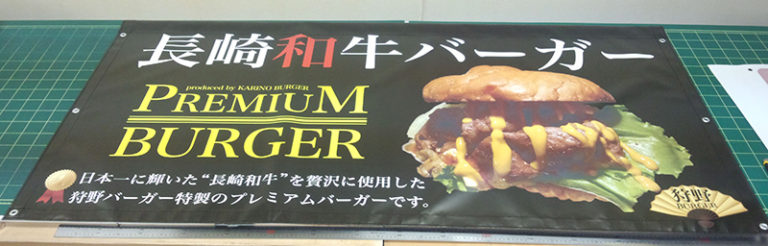 長崎和牛バーガー
produced by KARINO BURGER
PREMIUM
BURGER
日本一に輝いた“長崎和牛”を贅沢に使用した
狩野バーガー特製のプレミアムバーガーです。
狩野
BURGER